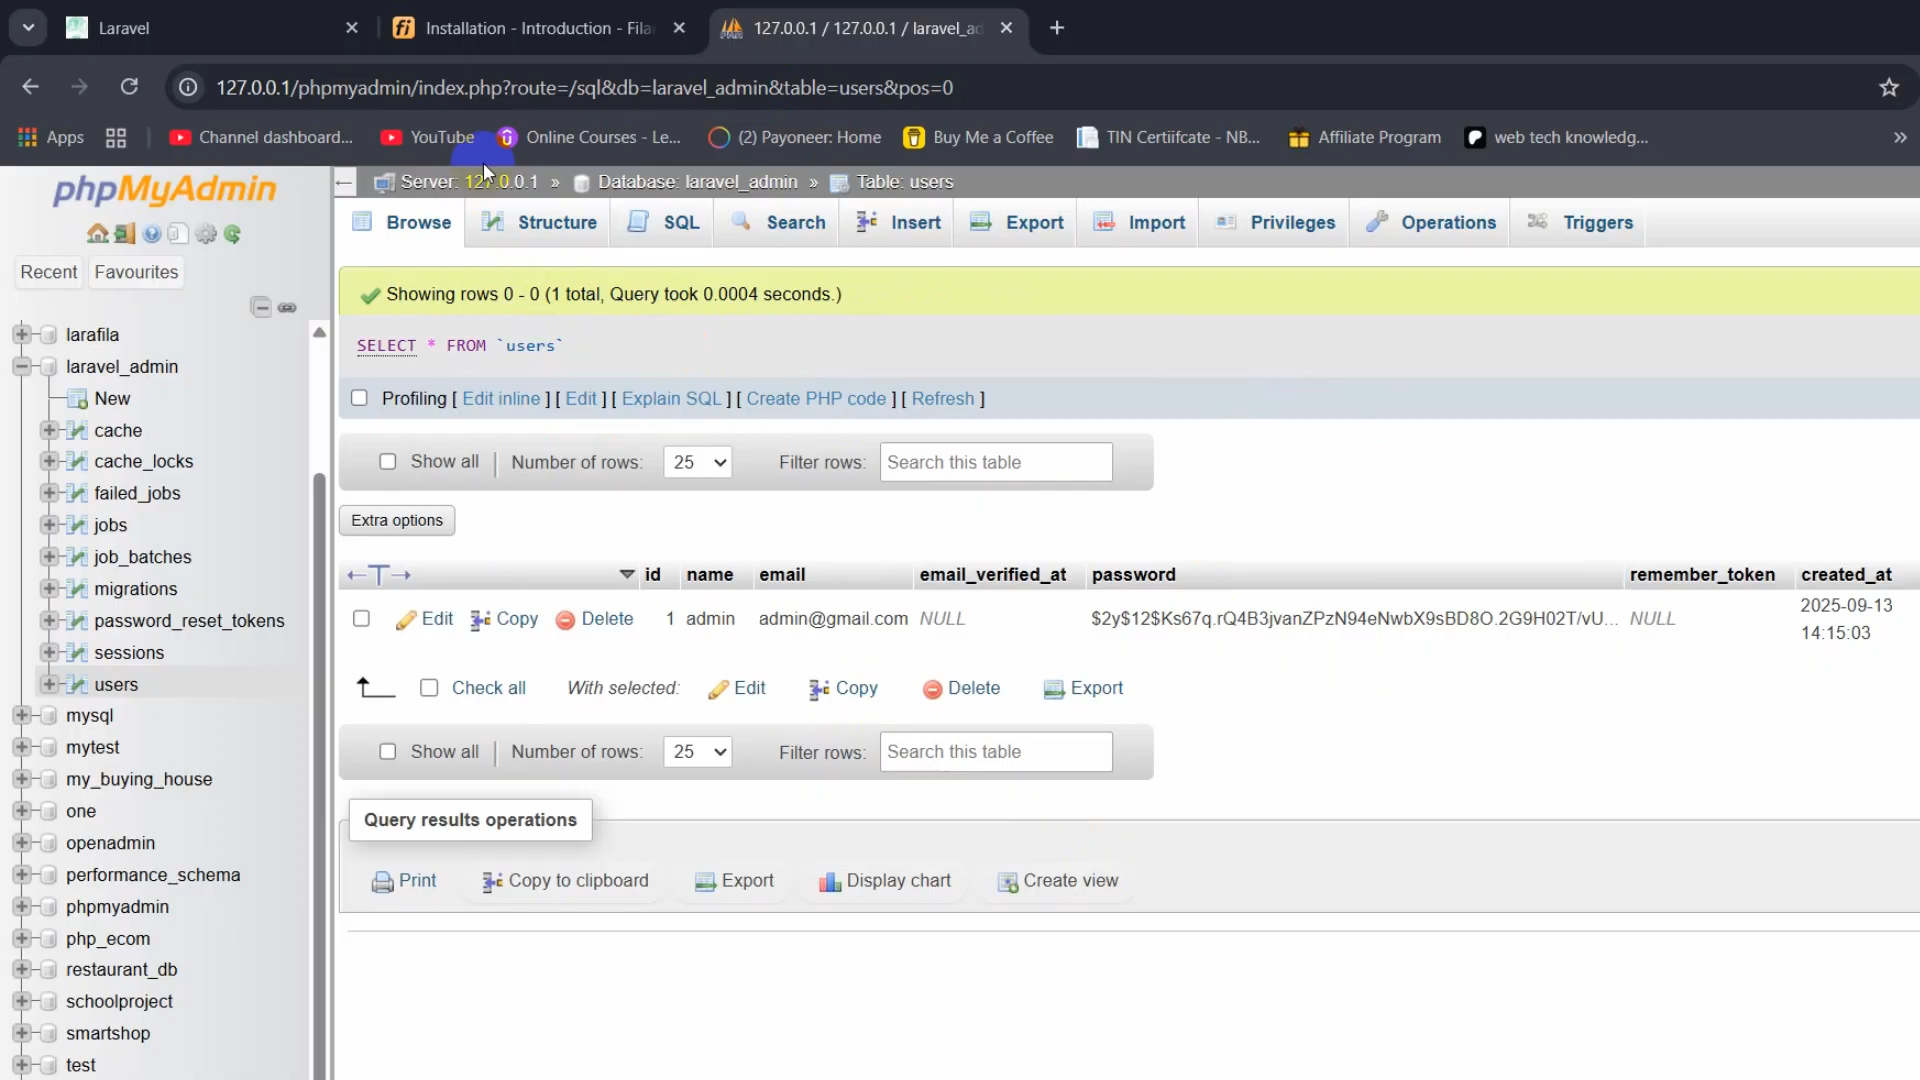 Laravel
Installation - Introduction - Fila
127.0.0.1 / 127.0.0.1 / laravel_ad
127.0.0.1/phpmyadmin/index.php?route=/sql&db=laravel_admin&table=users&pos=0
Apps
Channel dashboard...
YouTube
Online Courses - Le...
(2) Payoneer: Home
Buy Me a Coffee
TIN Certiifcate - NB...
Affiliate Program
web tech knowledg...
phpMyAdmin
Recent
Favourites
larafila
laravel_admin
New
cache
cache_locks
failed_jobs
jobs
job_batches
migrations
password_reset_tokens
sessions
users
mysql
mytest
my_buying_house
one
openadmin
performance_schema
phpmyadmin
php_ecom
restaurant_db
schoolproject
smartshop
test
Server: 127.0.0.1 » Database: laravel_admin » Table: users
Browse
Structure
SQL
Search
Insert
Export
Import
Privileges
Operations
Triggers
Showing rows 0 - 0 (1 total, Query took 0.0004 seconds.)
SELECT * FROM `users`
Profiling [ Edit inline ] [ Edit ] [ Explain SQL ] [ Create PHP code ] [ Refresh ]
Show all | Number of rows: 25 Filter rows: Search this table
Extra options
id name email email_verified_at password remember_token created_at
Edit Copy Delete 1 admin admin@gmail.com NULL $2y$12$Ks67q.rQ4B3jvanZPzN94eNwbX9sBD8O.2G9H02T/vU... NULL 2025-09-13
14:15:03
Check all With selected: Edit Copy Delete Export
Show all | Number of rows: 25 Filter rows: Search this table
Query results operations
Print Copy to clipboard Export Display chart Create view